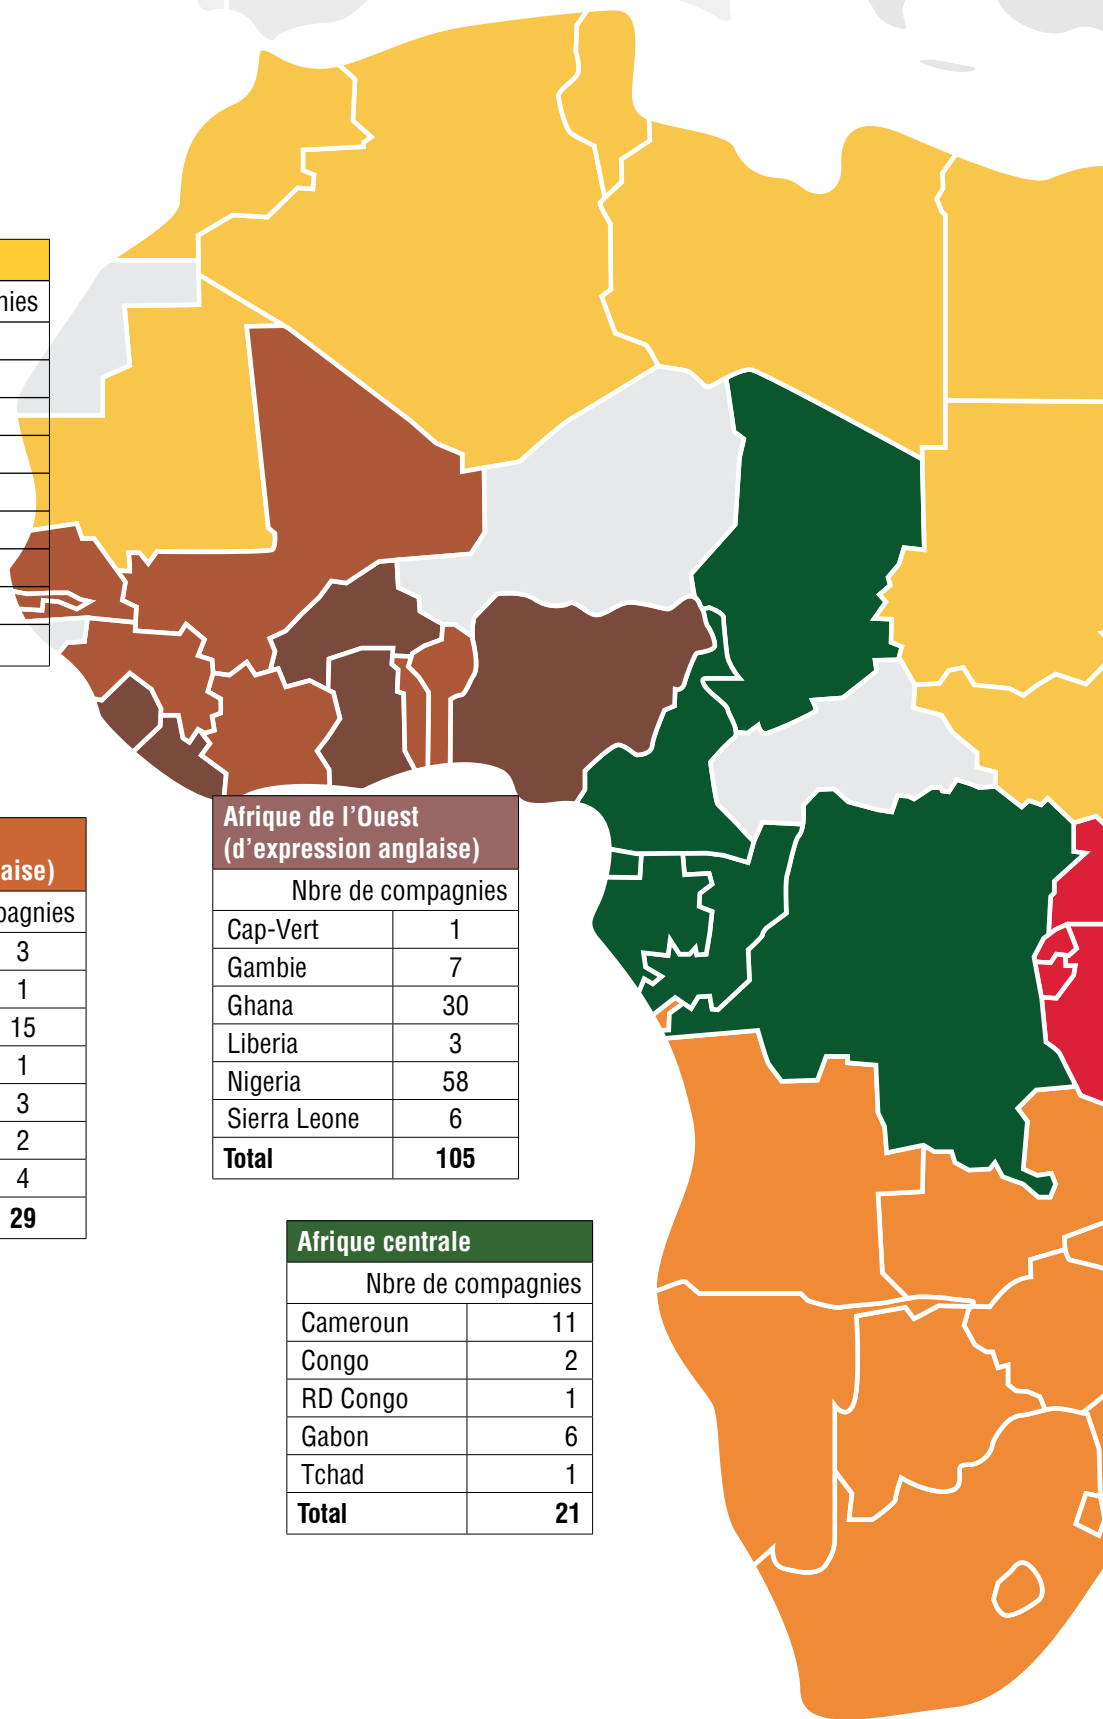 nies
aise)
pagnies
3
1
15
1
3
2
4
29
Afrique de l’Ouest
(d’expression anglaise)
Nbre de compagnies
Cap-Vert 1
Gambie 7
Ghana 30
Liberia 3
Nigeria 58
Sierra Leone 6
Total 105
Afrique centrale
Nbre de compagnies
Cameroun 11
Congo 2
RD Congo 1
Gabon 6
Tchad 1
Total 21